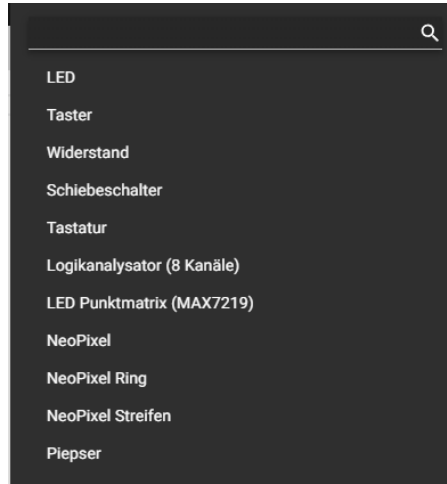 LED
Taster
Widerstand
Schiebeschalter
Tastatur
Logikanalysator (8 Kanäle)
LED Punktmatrix (MAX7219)
NeoPixel
NeoPixel Ring
NeoPixel Streifen
Piepser